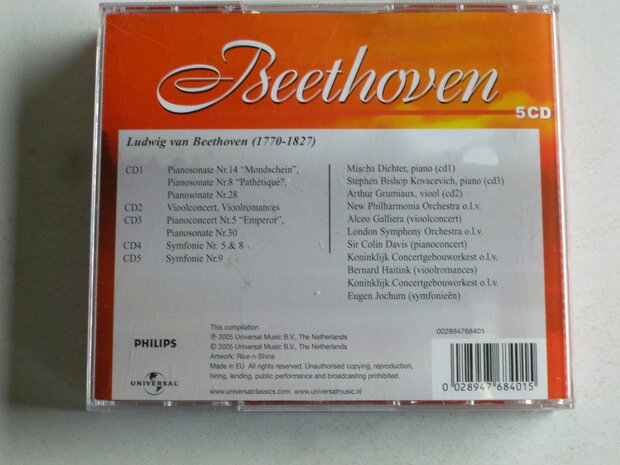 Beethoven
5CD
Ludwig van Beethoven (1770-1827)
CD1 Pianosonate Nr.14 “Mondschein”,
Pianosonate Nr.8 “Pathétique”,
Pianosonate Nr.28
CD2 Vioolconcert, Vioolromances
CD3 Pianoconcert Nr.5 “Emperor”,
Pianosonate Nr.30
CD4 Symfonie Nr. 5 & 8
CD5 Symfonie Nr.9
Mischa Dichter, piano (cd1)
Stephen Bishop Kovacevich, piano (cd3)
Arthur Grumiaux, viool (cd2)
New Philharmonia Orchestra o.l.v.
Alceo Galliera (vioolconcert)
London Symphony Orchestra o.l.v.
Sir Colin Davis (pianoconcert)
Koninklijk Concertgebouworkest o.l.v.
Bernard Haitink (vioolromances)
Koninklijk Concertgebouworkest o.l.v.
Eugen Jochum (symfonieën)
PHILIPS
UNIVERSAL
This compilation
℗ 2005 Universal Music B.V., The Netherlands
© 2005 Universal Music B.V., The Netherlands
Artwork: Rise-n-Shine
Made in EU. All rights reserved. Unauthorised copying, reproduction,
hiring, lending, public performance and broadcasting prohibited.
www.universalclassics.com www.universalmusic.nl
002894768401
0 028947 684015